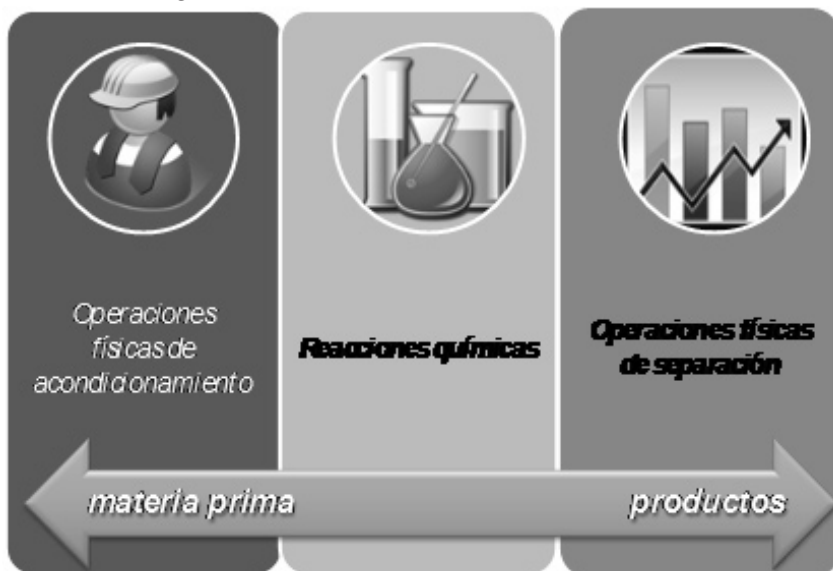 Operaciones
físicas de
acondicionamiento
Reacciones químicas
Operaciones físicas
de separación
materia prima
productos